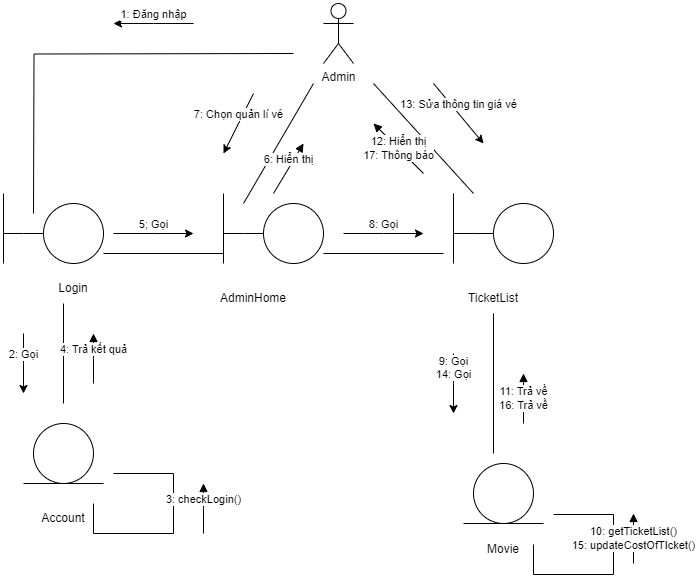 1: Đăng nhập
Admin
7: Chọn quản lí vé
13: Sửa thông tin giá vé
6: Hiển thị
12: Hiển thị
17: Thông báo
5; Gọi
8: Gọi
Login
AdminHome
TicketList
2: Gọi
4: Trả kết quả
9: Gọi
14: Gọi
11: Trả về
16: Trả về
3: checkLogin()
Account
10: getTicketList()
15: updateCostOfTIcket()
Movie